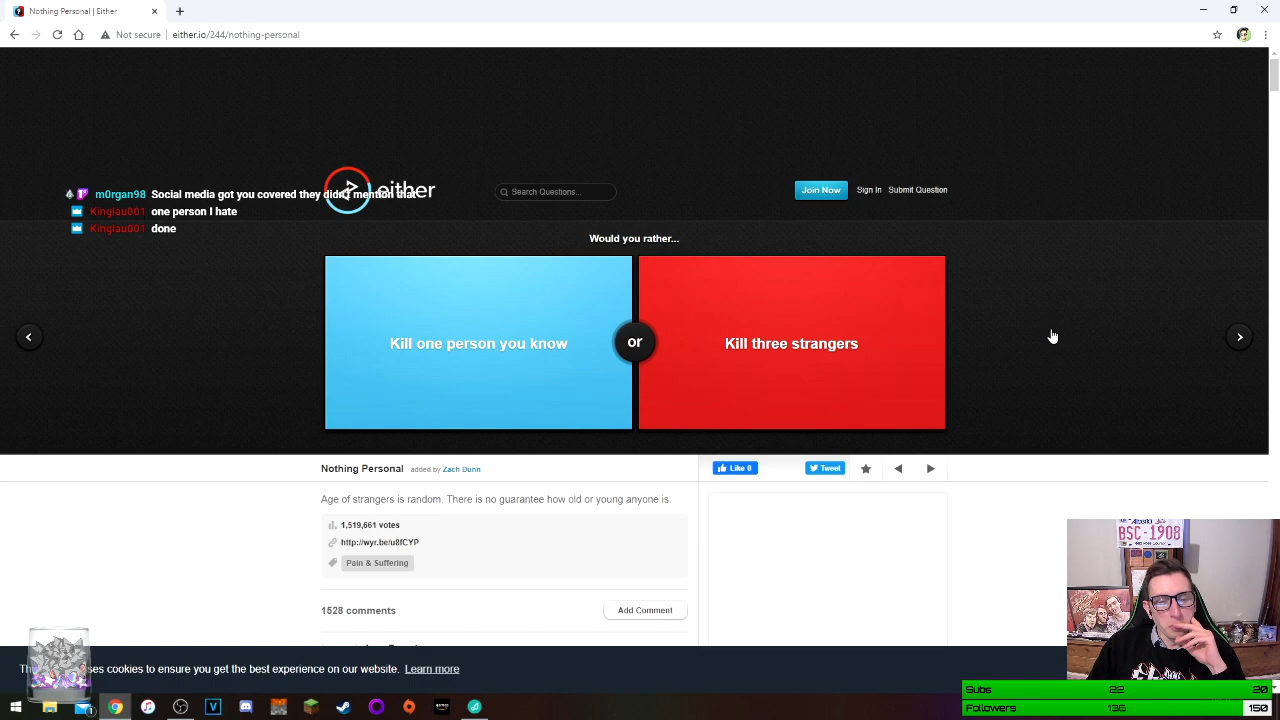 Nothing Personal | Either
Not secure
either.io/244/nothing-personal
m0rgan98 Social media got you covered they didn't mention that
Kinglau001 one person I hate
Kinglau001 done
either
Search Questions...
Join Now
Sign In
Submit Question
Would you rather...
Kill one person you know
or
Kill three strangers
Nothing Personal added by Zach Dunn
Like 0
Tweet
Age of strangers is random. There is no guarantee how old or young anyone is.
1,519,661 votes
http://wyr.be/u8fCYP
Pain & Suffering
1528 comments
Add Comment
ses cookies to ensure you get the best experience on our website. Learn more
BSC-1908
Subs 22 20
Followers 136 150